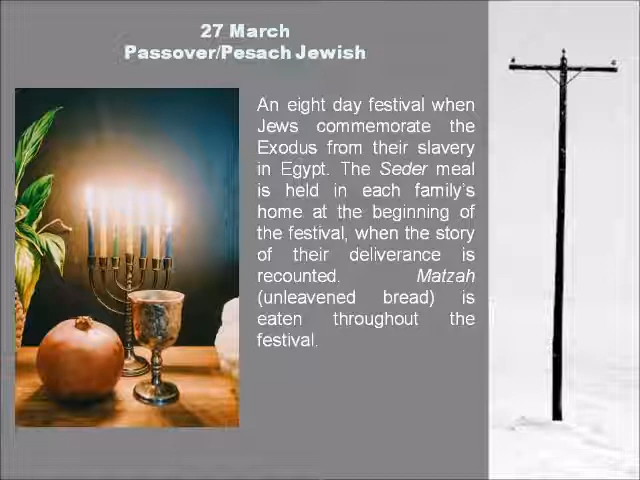 27 March
Passover/Pesach Jewish
An eight day festival when
Jews commemorate the
Exodus from their slavery
in Egypt. The Seder meal
is held in each family's
home at the beginning of
the festival, when the story
of their deliverance is
recounted. Matzah
(unleavened bread) is
eaten throughout the
festival.